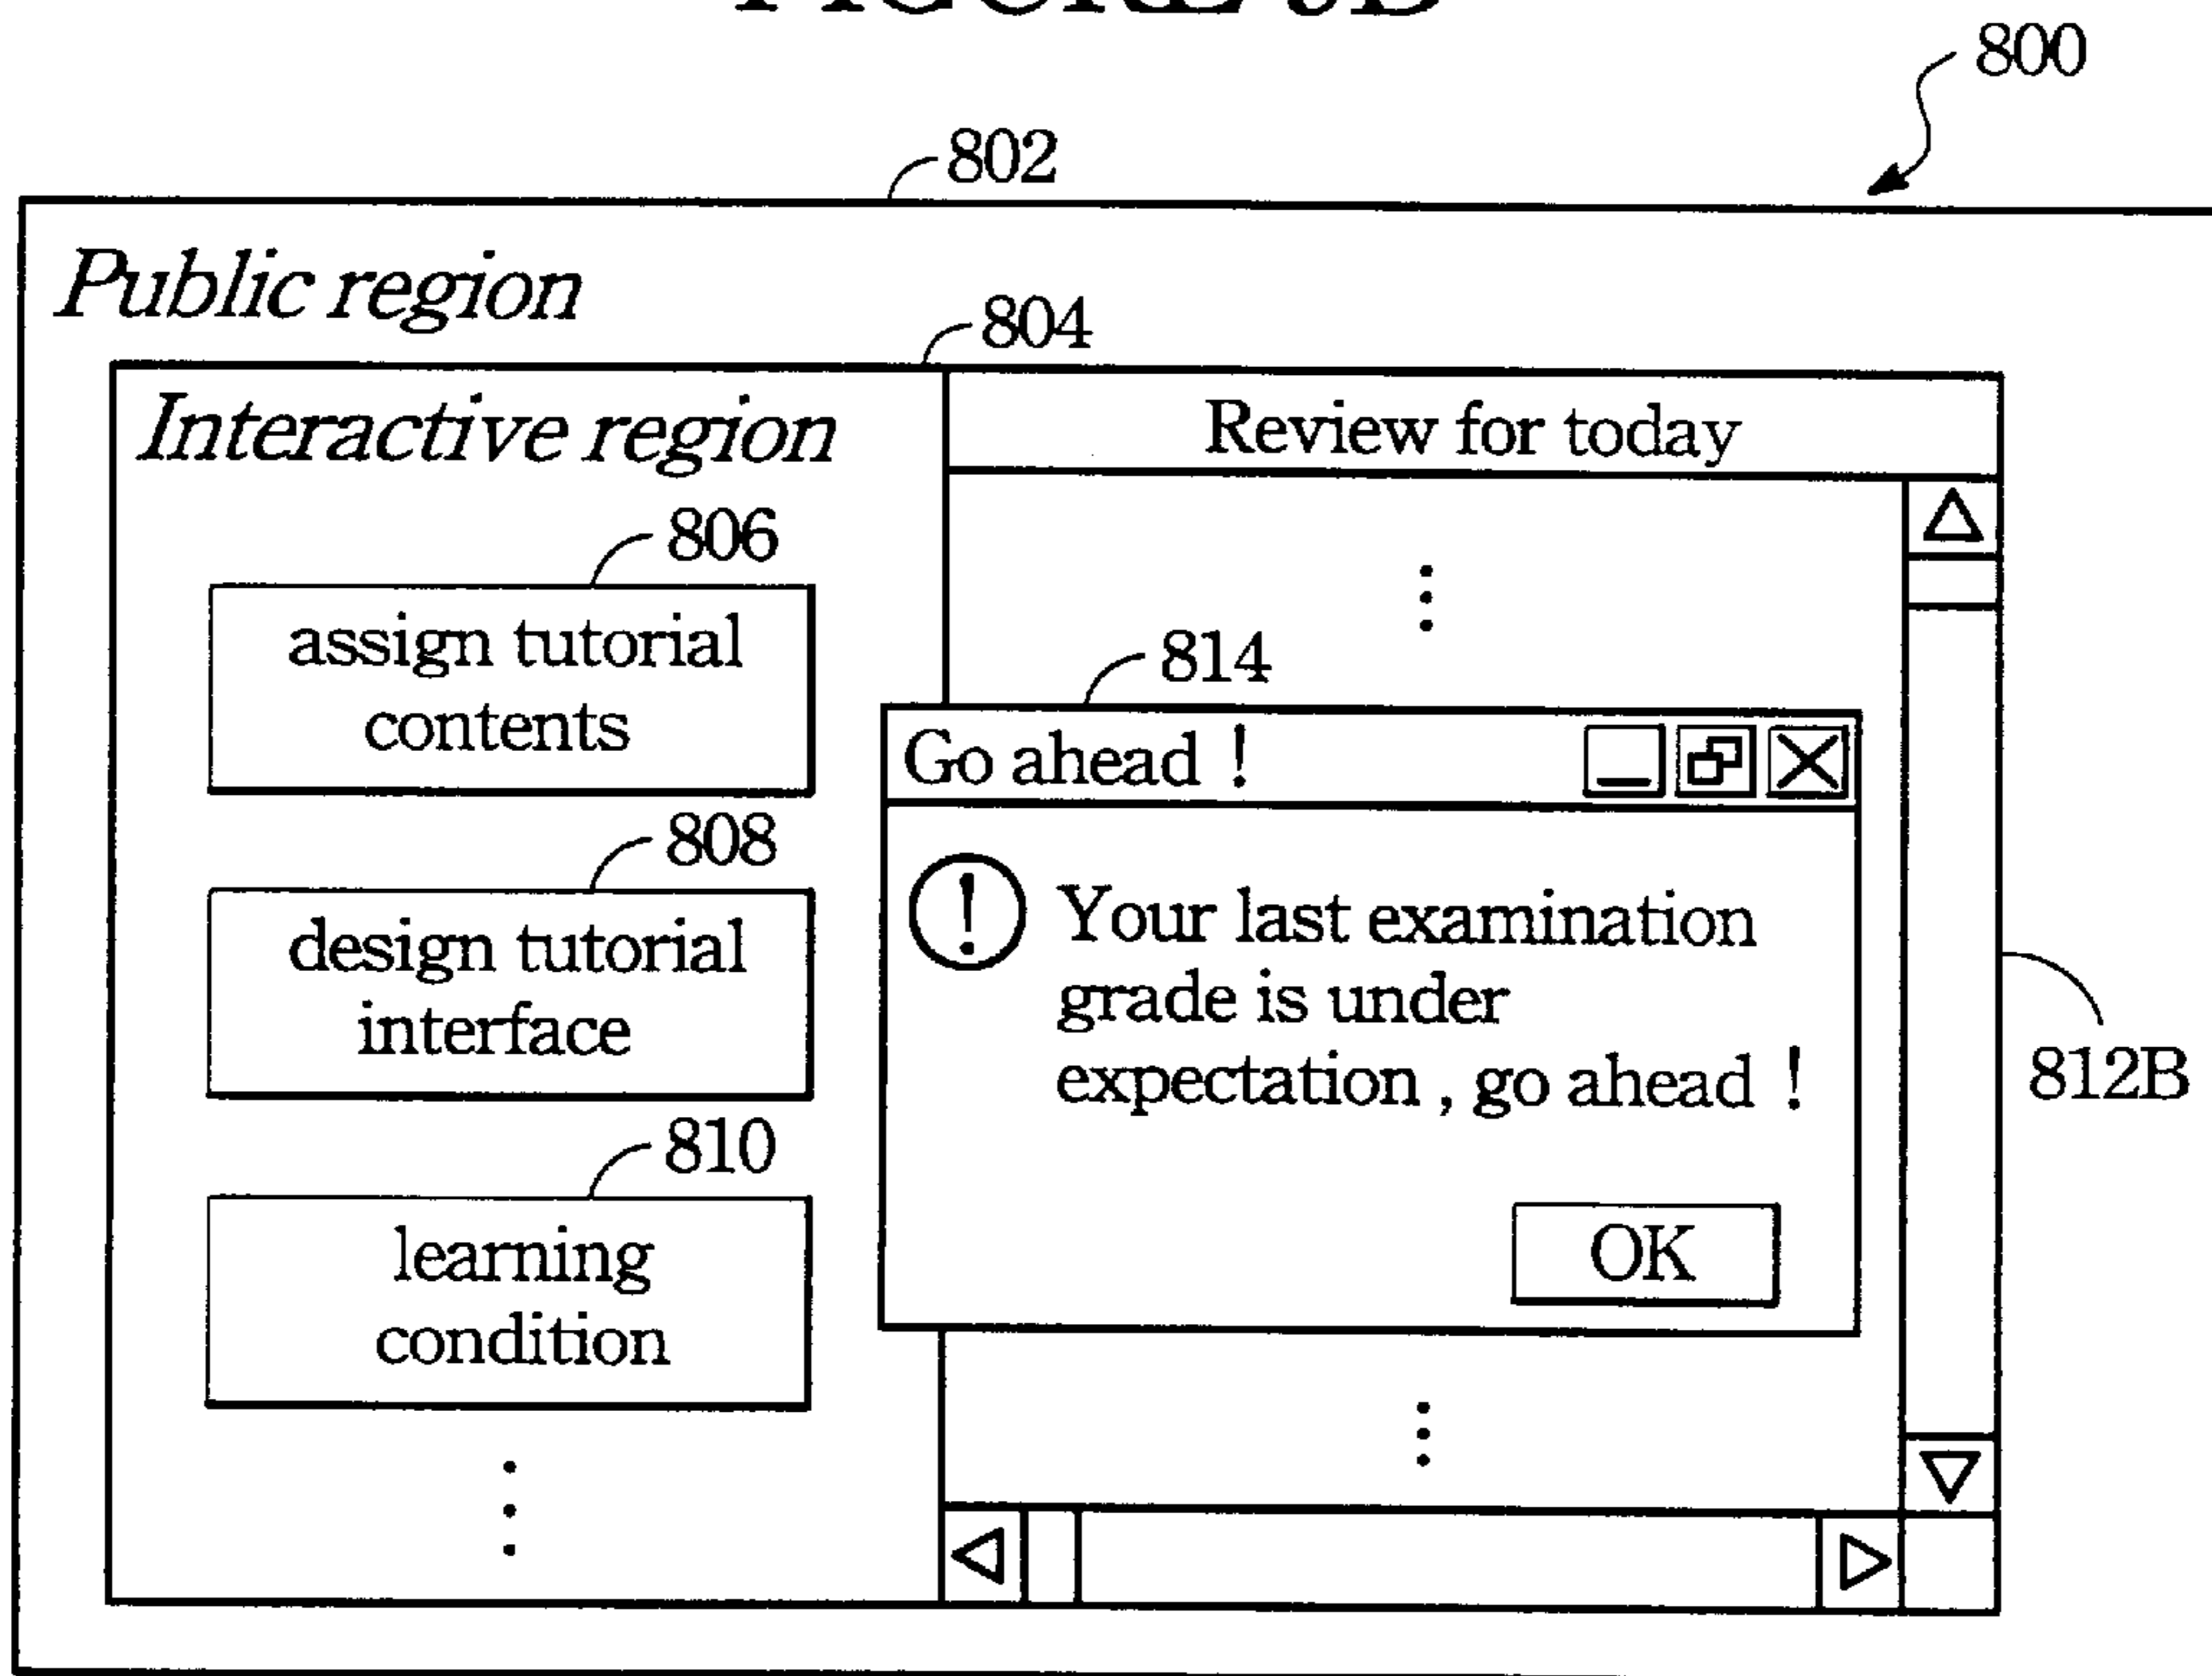 800
802
Public region
804
Interactive region
Review for today
806
assign tutorial
contents
814
Go ahead !
808
design tutorial
interface
Your last examination
grade is under
expectation , go ahead !
OK
812B
810
learning
condition